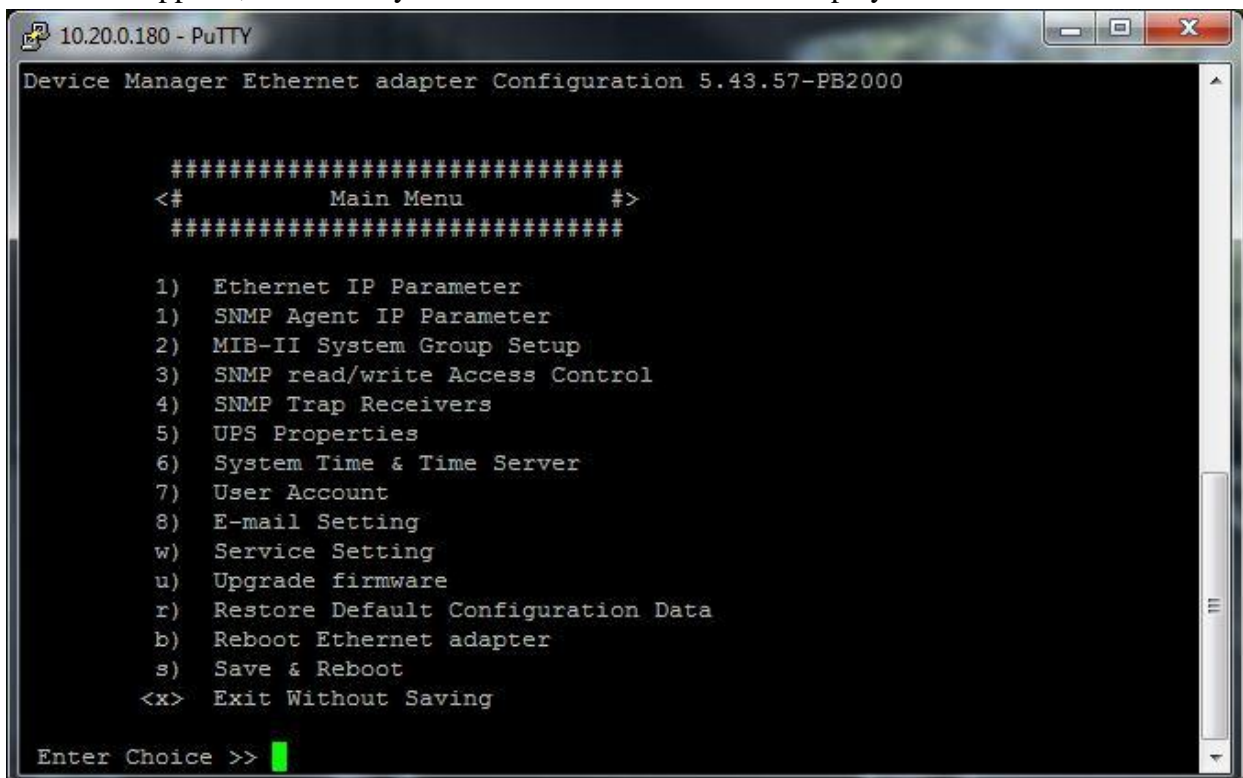 10.20.0.180 - PuTTY
Device Manager Ethernet adapter Configuration 5.43.57-PB2000
################################
<# Main Menu #>
################################
1) Ethernet IP Parameter
1) SNMP Agent IP Parameter
2) MIB-II System Group Setup
3) SNMP read/write Access Control
4) SNMP Trap Receivers
5) UPS Properties
6) System Time & Time Server
7) User Account
8) E-mail Setting
w) Service Setting
u) Upgrade firmware
r) Restore Default Configuration Data
b) Reboot Ethernet adapter
s) Save & Reboot
<x> Exit Without Saving
Enter Choice >>